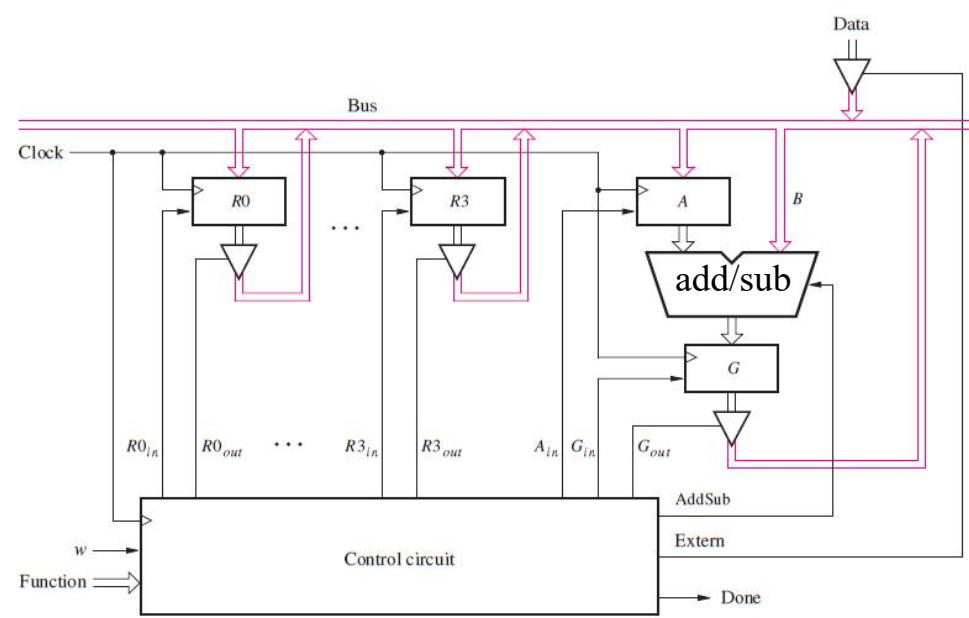 Data
Bus
Clock
R0
R3
A
B
...
add/sub
G
R0in
R0out
...
R3in
R3out
Ain
Gin
Gout
AddSub
w
Control circuit
Extern
Function
Done